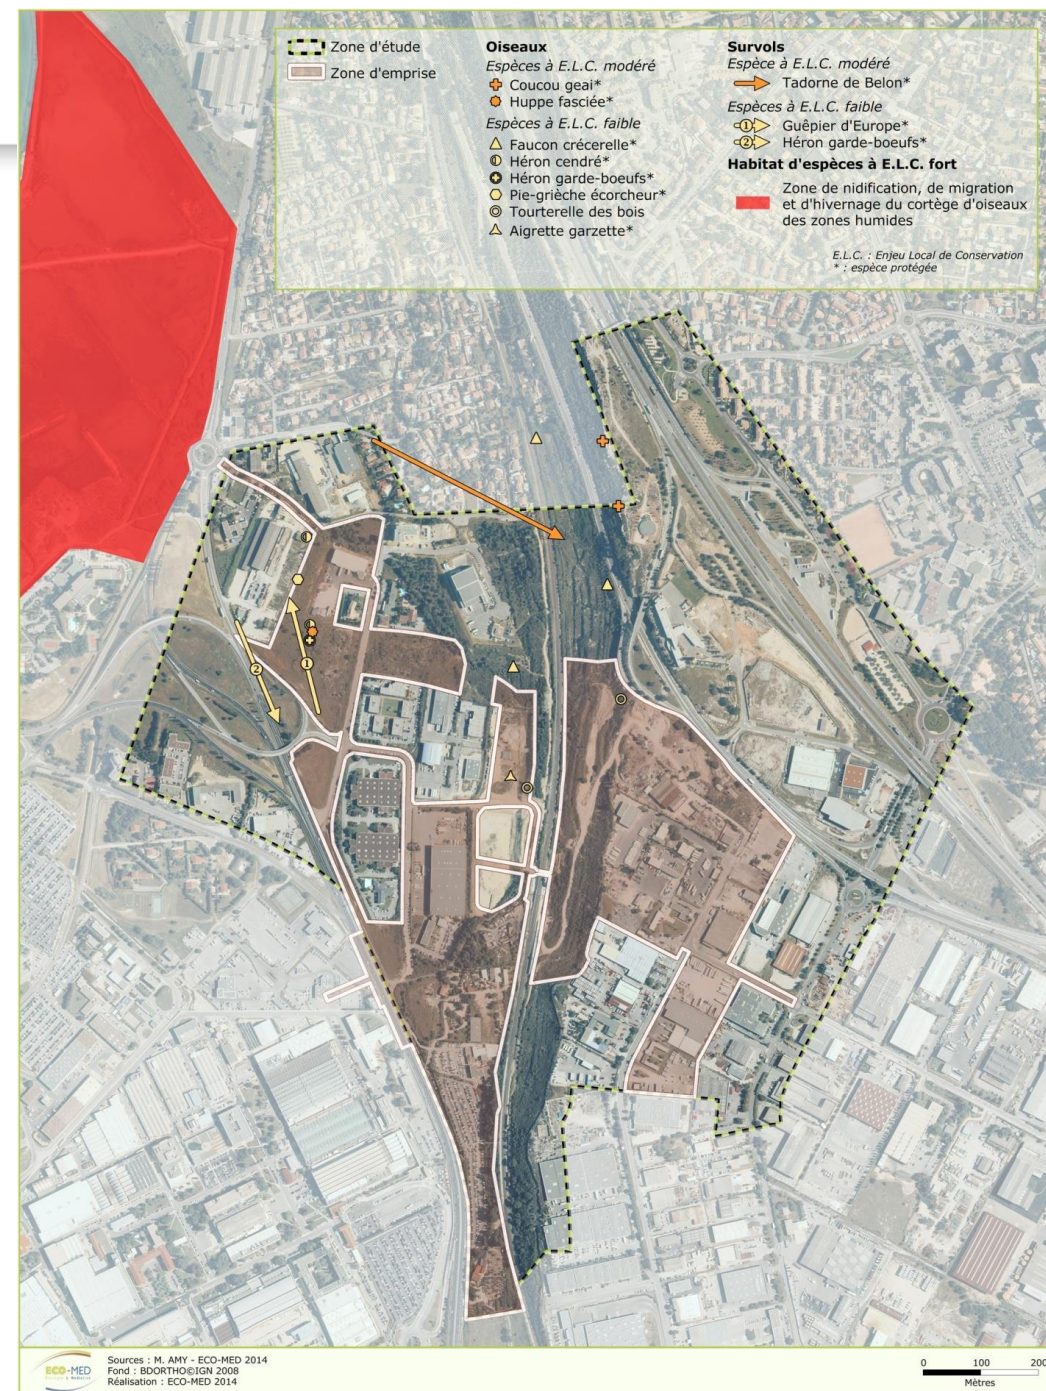 Zone d'étude
Zone d'emprise
Oiseaux
Espèces à E.L.C. modéré
Coucou geai*
Huppe fasciée*
Espèces à E.L.C. faible
Faucon crécerelle*
Héron cendré*
Héron garde-boeufs*
Pie-grièche écorcheur*
Tourterelle des bois
Aigrette garzette*
Survols
Espèce à E.L.C. modéré
Tadorne de Belon*
Espèces à E.L.C. faible
1 Guêpier d'Europe*
2 Héron garde-boeufs*
Habitat d'espèces à E.L.C. fort
Zone de nidification, de migration
et d'hivernage du cortège d'oiseaux
des zones humides
E.L.C. : Enjeu Local de Conservation
* : espèce protégée
1
2
ECO-MED
Sources : M. AMY - ECO-MED 2014
Fond : BDORTHO©IGN 2008
Réalisation : ECO-MED 2014
0 100 200
Mètres